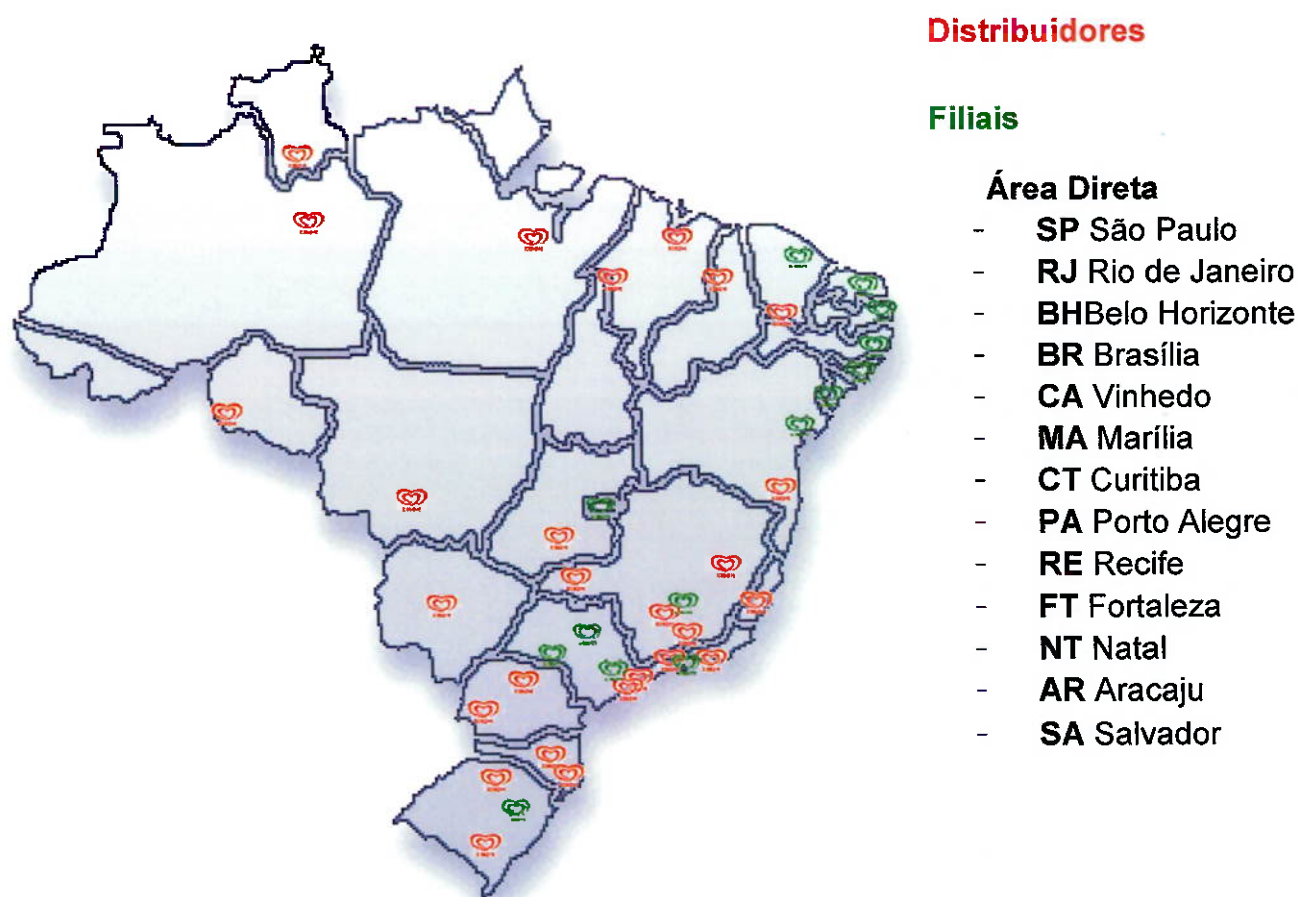 Distribuidores
Filiais
Área Direta
- SP São Paulo
- RJ Rio de Janeiro
- BHBelo Horizonte
- BR Brasília
- CA Vinhedo
- MA Marília
- CT Curitiba
- PA Porto Alegre
- RE Recife
- FT Fortaleza
- NT Natal
- AR Aracaju
- SA Salvador